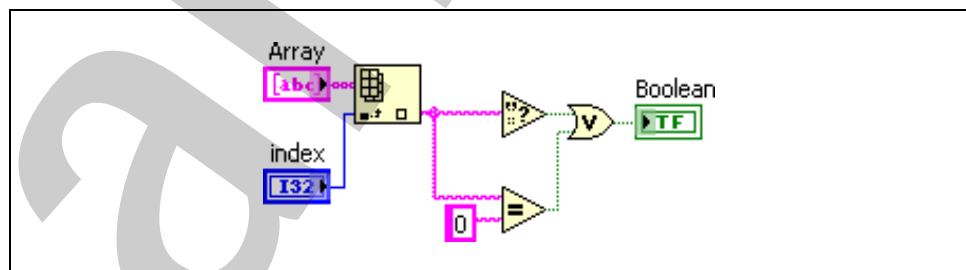 Array
[abc]
Boolean
"?
V
TF
index
I32
=
0